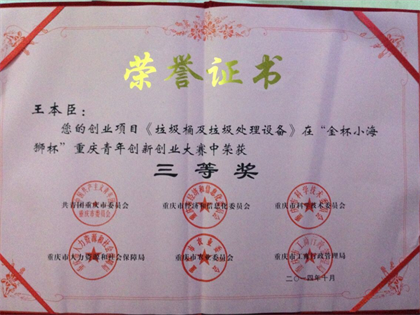 荣誉证书
王本臣：
您的创业项目《垃圾桶及垃圾处理设备》在“金杯小海
狮杯”重庆青年创新创业大赛中荣获
三等奖
共青团重庆市委员会 重庆市经济和信息化委员会 重庆市科学技术委员会
重庆市人力资源和社会保障局 重庆市农业委员会 重庆市工商行政管理局
二〇一四年十月